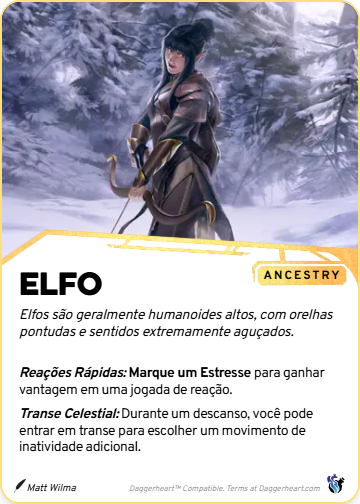 ANCESTRY
ELFO
Elfos são geralmente humanoides altos, com orelhas
pontudas e sentidos extremamente aguçados.
Reações Rápidas: Marque um Estresse para ganhar
vantagem em uma jogada de reação.
Transe Celestial: Durante um descanso, você pode
entrar em transe para escolher um movimento de
inatividade adicional.
Matt Wilma
Daggerheart™ Compatible. Terms at Daggerheart.com